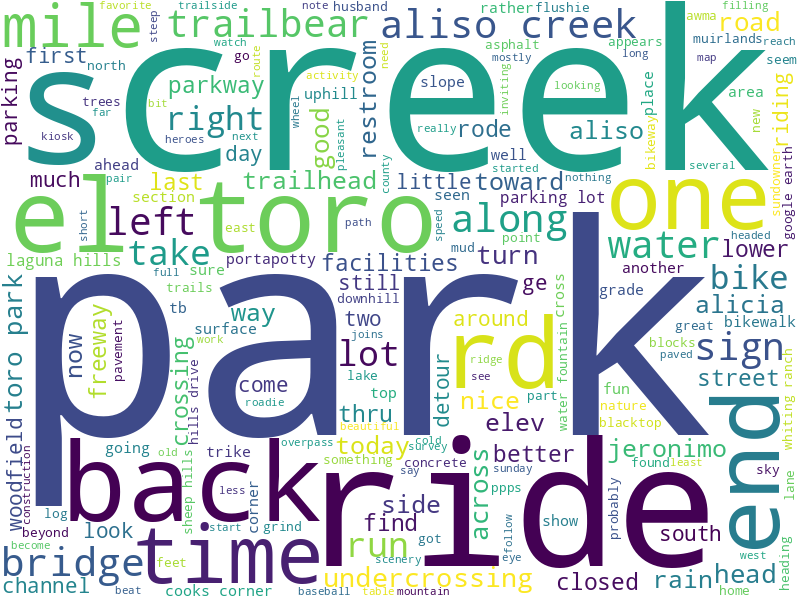 favorite
trailside
note
husband
rather
flushie
awma
filling
mile
trailbear
aliso creek
steep
watch
appears
muirlands
road
first
north
go
route
need
asphalt
mostly
long
map
reach
seem
parking
screek
parkway
activity
slope
inviting
looking
place
area
riding
trees
far
bit
uphill
restroom
kiosk
right
heroes
next
wheel
good
pleasant
really
rode
aliso
bikeway
new
day
ahead
pair
county
started
well
nothing
several
sundowner
google earth
much
last
trailhead
little
toward
section
seen
parking lot
one
el toro
left
along
short
east
path
speed
point
headed
take
mud
turn
water
lower
laguna hills
full
sure
portapotty
facilities
another
trails
still
downhill
ge
cross
grade
bike
toro park
tb
way
two
around
great
alicia
surface
joins
water fountain
bikewalk
now
freeway
pavement
crossing
work
lot
rd
blocks
sign
park
lake
ridge
paved
hills drive
come
top
detour
nice
see
part
fun
street
whiting ranch
roadie
thru
beautiful
elev
nature
blacktop
woodfield
construction
going
old
trike
overpass
today
cold
survey
better
jeronimo
end
sheep hills
something
say
concrete
sunday
across
found
least
sky
back
less
side
ppps
log
beyond
look
corner
start
grind
find
got
follow
show
probably
south
lane
become
bridge
time
run
ride
scenery
eye
west
rain
head
heading
channel
beat
feet
cooks corner
baseball
undercrossing
table
mountain
closed
home